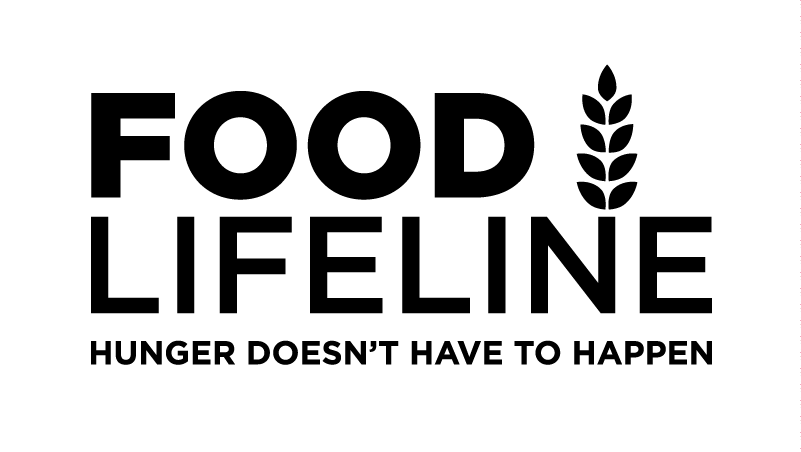 FOOD
LIFELINE
HUNGER DOESN’T HAVE TO HAPPEN